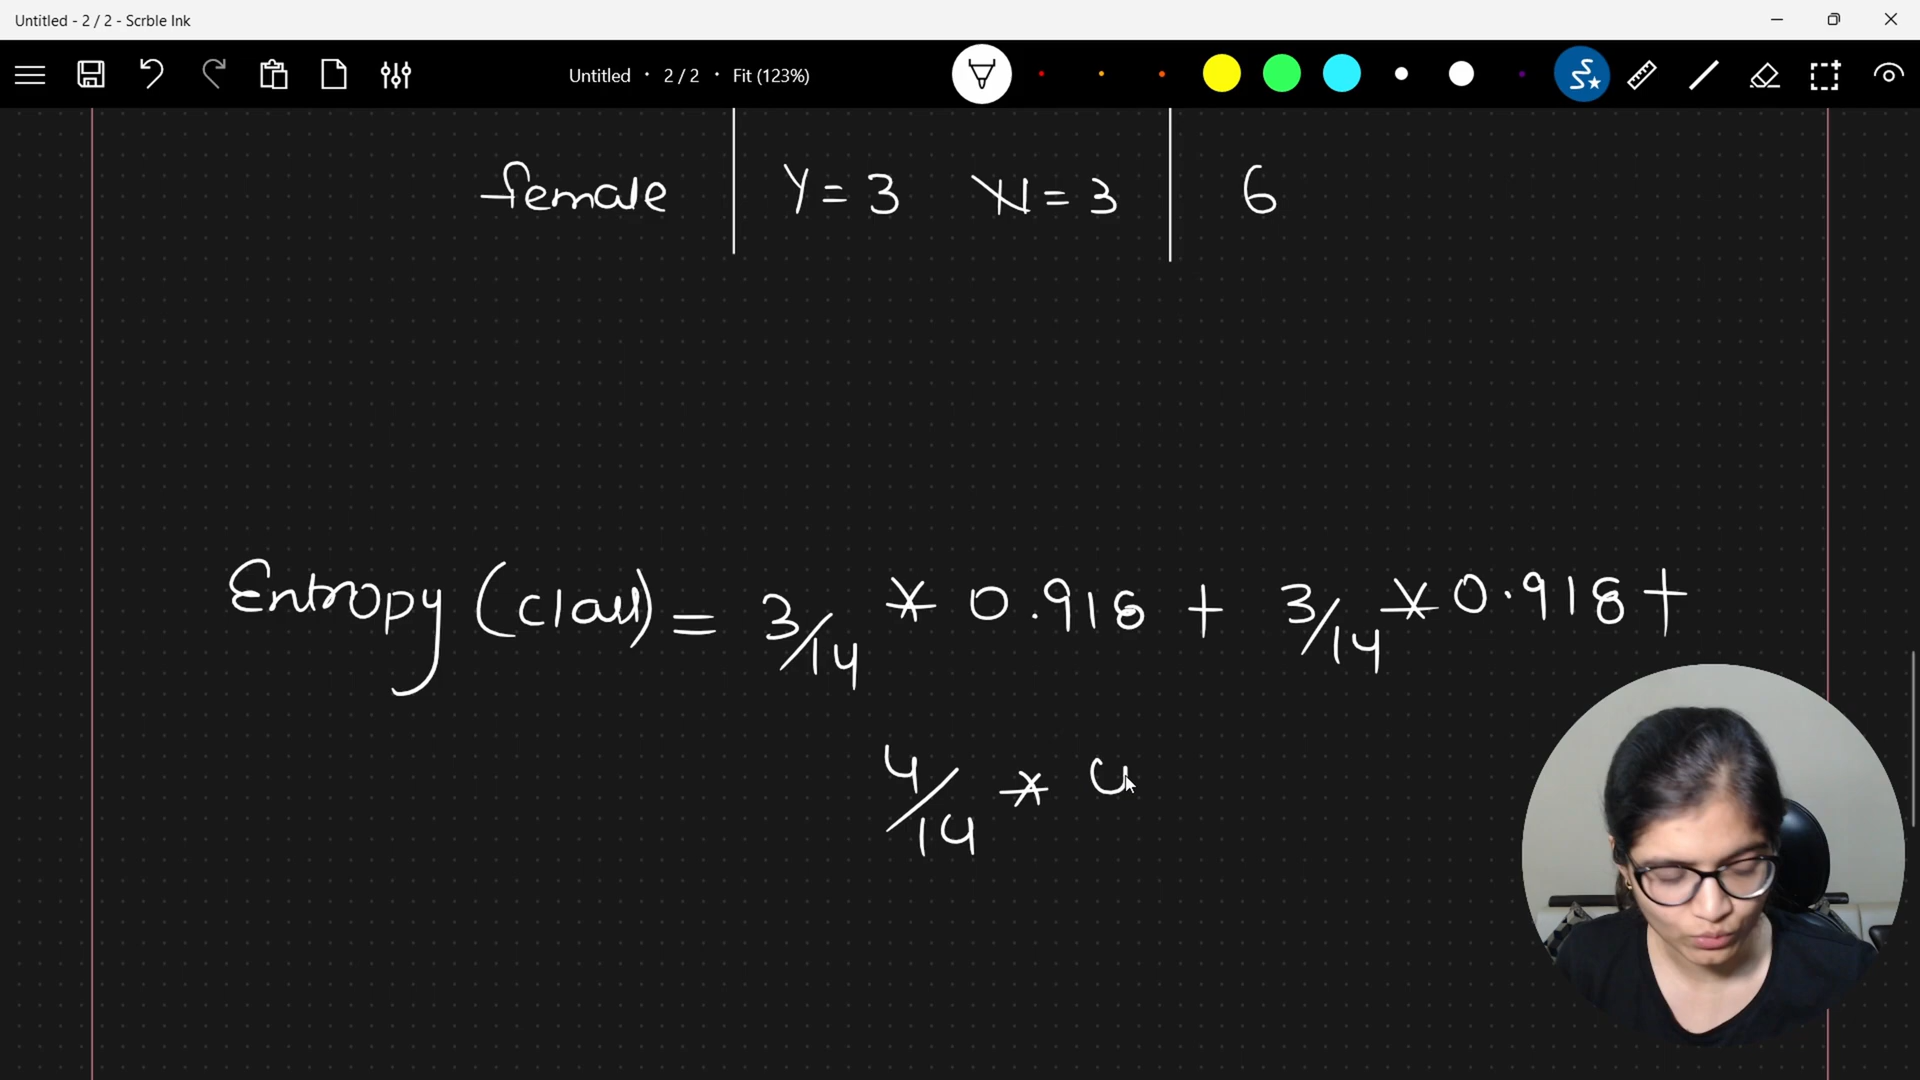 Untitled - 2 / 2 - Scrble Ink
Untitled • 2 / 2 • Fit (123%)
female Y = 3 N = 3 6
Entropy (class) = 3/14 * 0.918 + 3/14 * 0.918 +
4/14 *